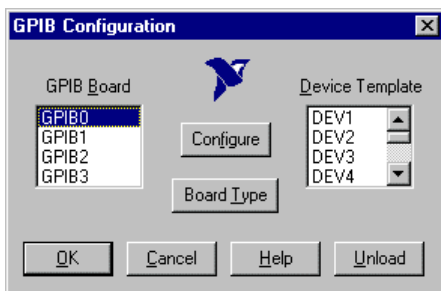 GPIB Configuration
GPIB Board
Device Template
GPIB0
GPIB1
GPIB2
GPIB3
Configure
Board Type
DEV1
DEV2
DEV3
DEV4
OK
Cancel
Help
Unload